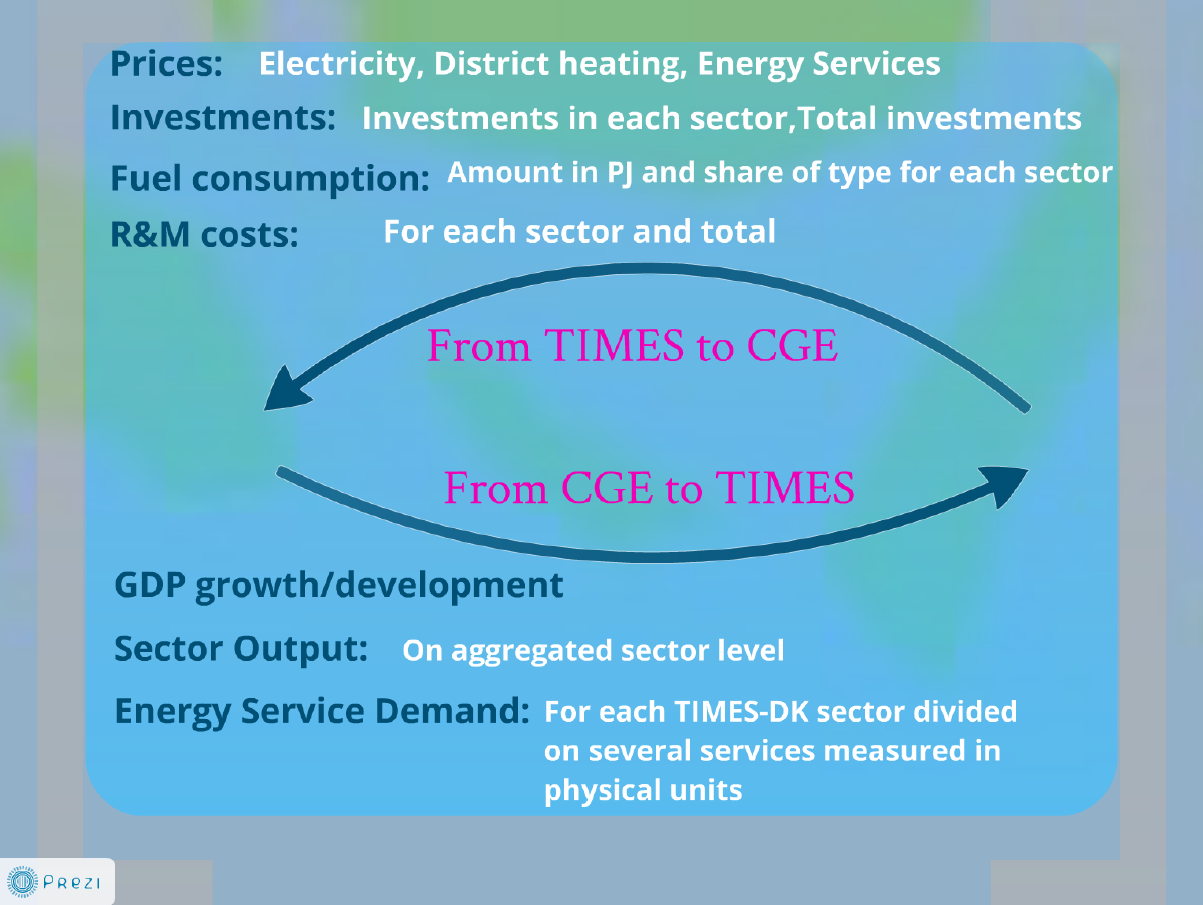 Prices: Electricity, District heating, Energy Services
Investments: Investments in each sector,Total investments
Fuel consumption: Amount in PJ and share of type for each sector
R&M costs: For each sector and total
From TIMES to CGE
From CGE to TIMES
GDP growth/development
Sector Output: On aggregated sector level
Energy Service Demand: For each TIMES-DK sector divided
on several services measured in
physical units
Prezi